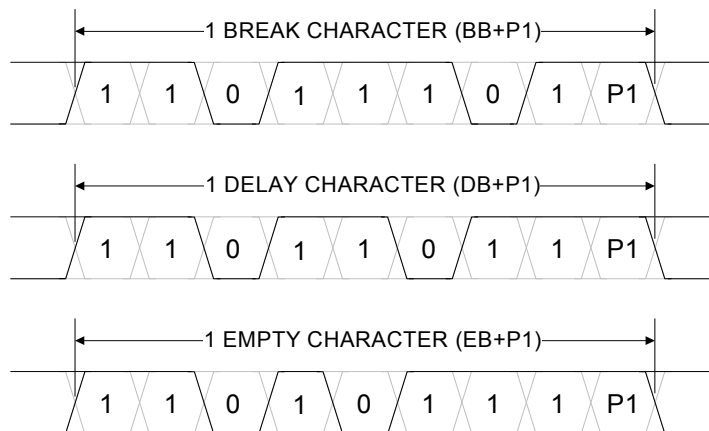 1 BREAK CHARACTER (BB+P1)
1 1 0 1 1 1 0 1 P1
1 DELAY CHARACTER (DB+P1)
1 1 0 1 1 0 1 1 P1
1 EMPTY CHARACTER (EB+P1)
1 1 0 1 0 1 1 1 P1